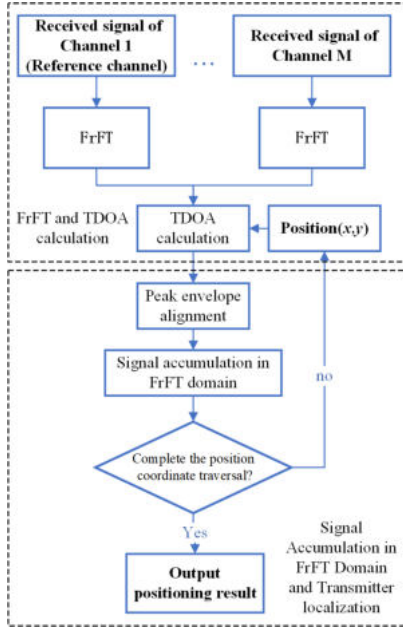 Received signal of
Channel 1
(Reference channel)
...
Received signal of
Channel M
FrFT
FrFT
FrFT and TDOA
calculation
TDOA
calculation
Position(x,y)
Peak envelope
alignment
Signal accumulation in
FrFT domain
no
Complete the position
coordinate traversal?
Yes
Output
positioning result
Signal
Accumulation in
FrFT Domain
and Transmitter
localization